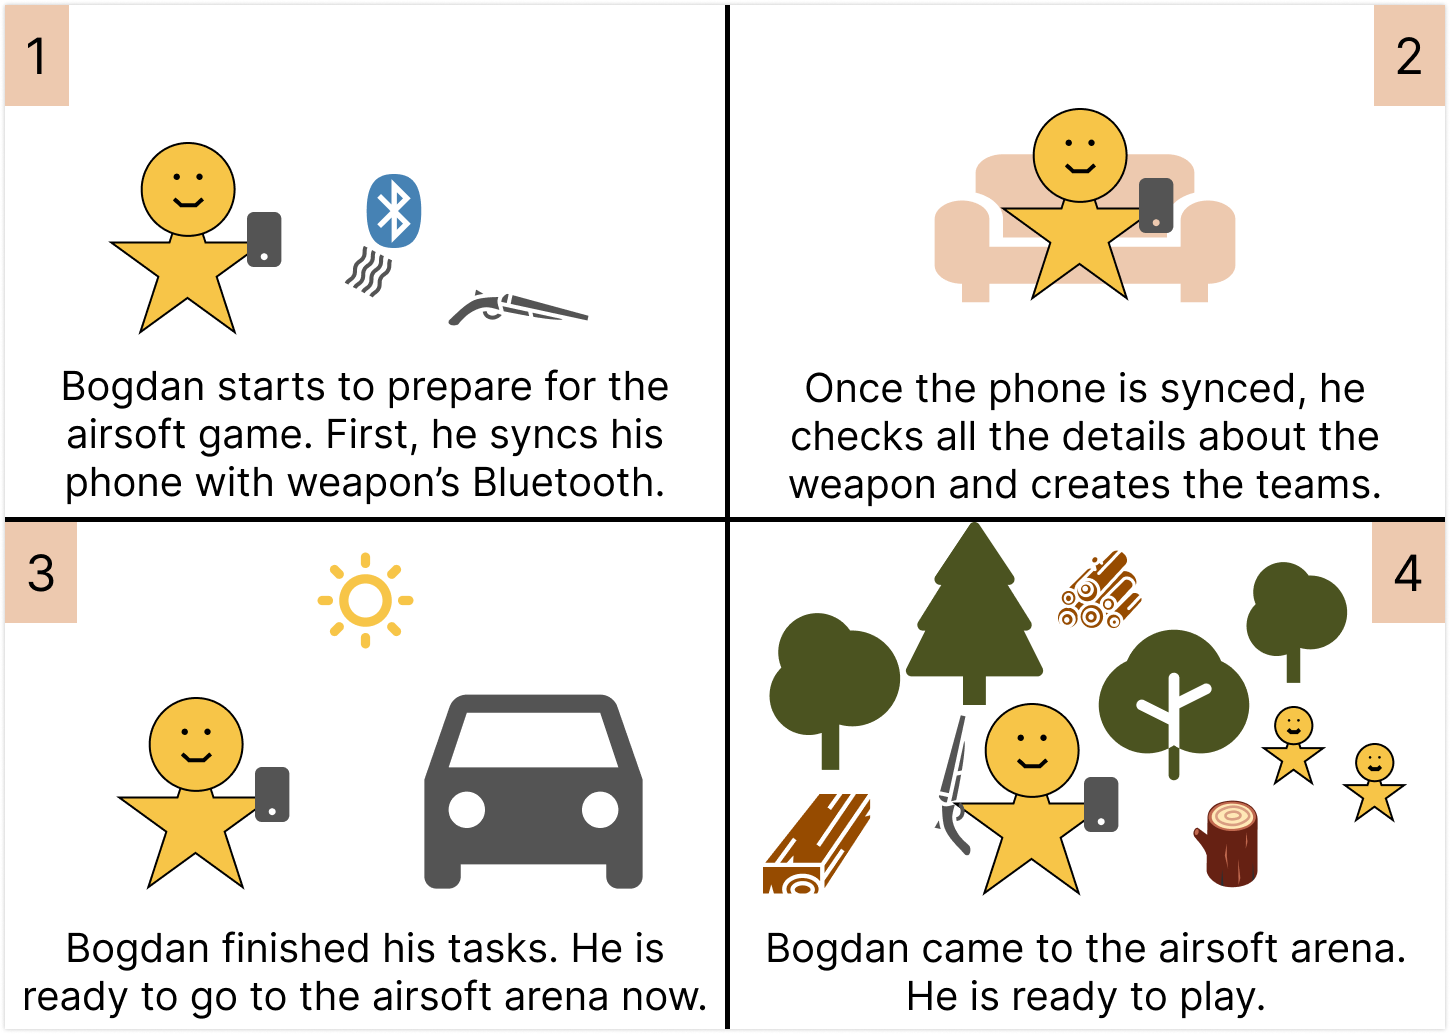 1
Bogdan starts to prepare for the
airsoft game. First, he syncs his
phone with weapon’s Bluetooth.
2
Once the phone is synced, he
checks all the details about the
weapon and creates the teams.
3
Bogdan finished his tasks. He is
ready to go to the airsoft arena now.
4
Bogdan came to the airsoft arena.
He is ready to play.